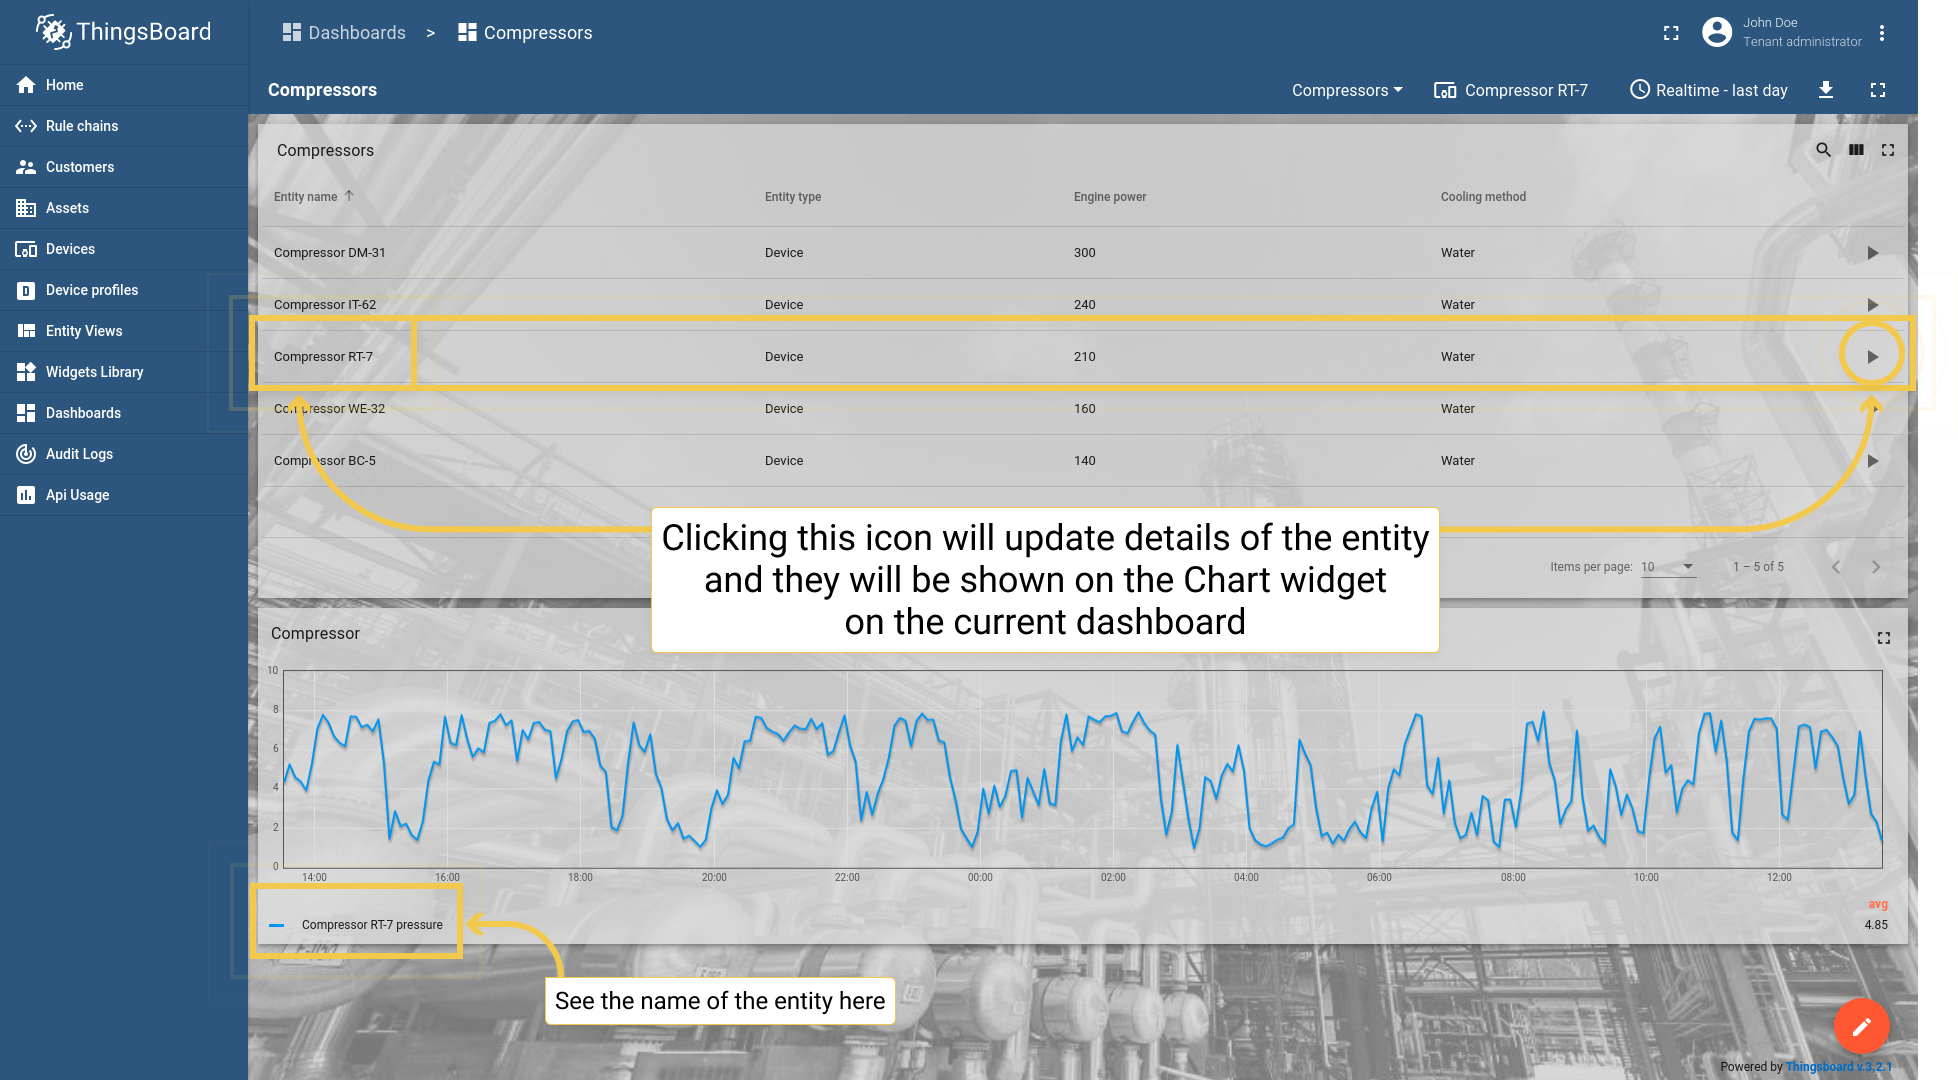 ThingsBoard
Dashboards > Compressors
John Doe
Tenant administrator
Home
Rule chains
Customers
Assets
Devices
Device profiles
Entity Views
Widgets Library
Dashboards
Audit Logs
Api Usage
Compressors
Compressors Compressor RT-7 Realtime - last day
Compressors
Entity name Entity type Engine power Cooling method
Compressor DM-31 Device 300 Water
Compressor IT-62 Device 240 Water
Compressor RT-7 Device 210 Water
Compressor WE-32 Device 160 Water
Compressor BC-5 Device 140 Water
Clicking this icon will update details of the entity
and they will be shown on the Chart widget
on the current dashboard
Items per page: 10 1 – 5 of 5
Compressor
10
8
6
4
2
0
14:00 16:00 18:00 20:00 22:00 00:00 02:00 04:00 06:00 08:00 10:00 12:00
avg
Compressor RT-7 pressure 4.85
See the name of the entity here
Powered by Thingsboard v.3.2.1